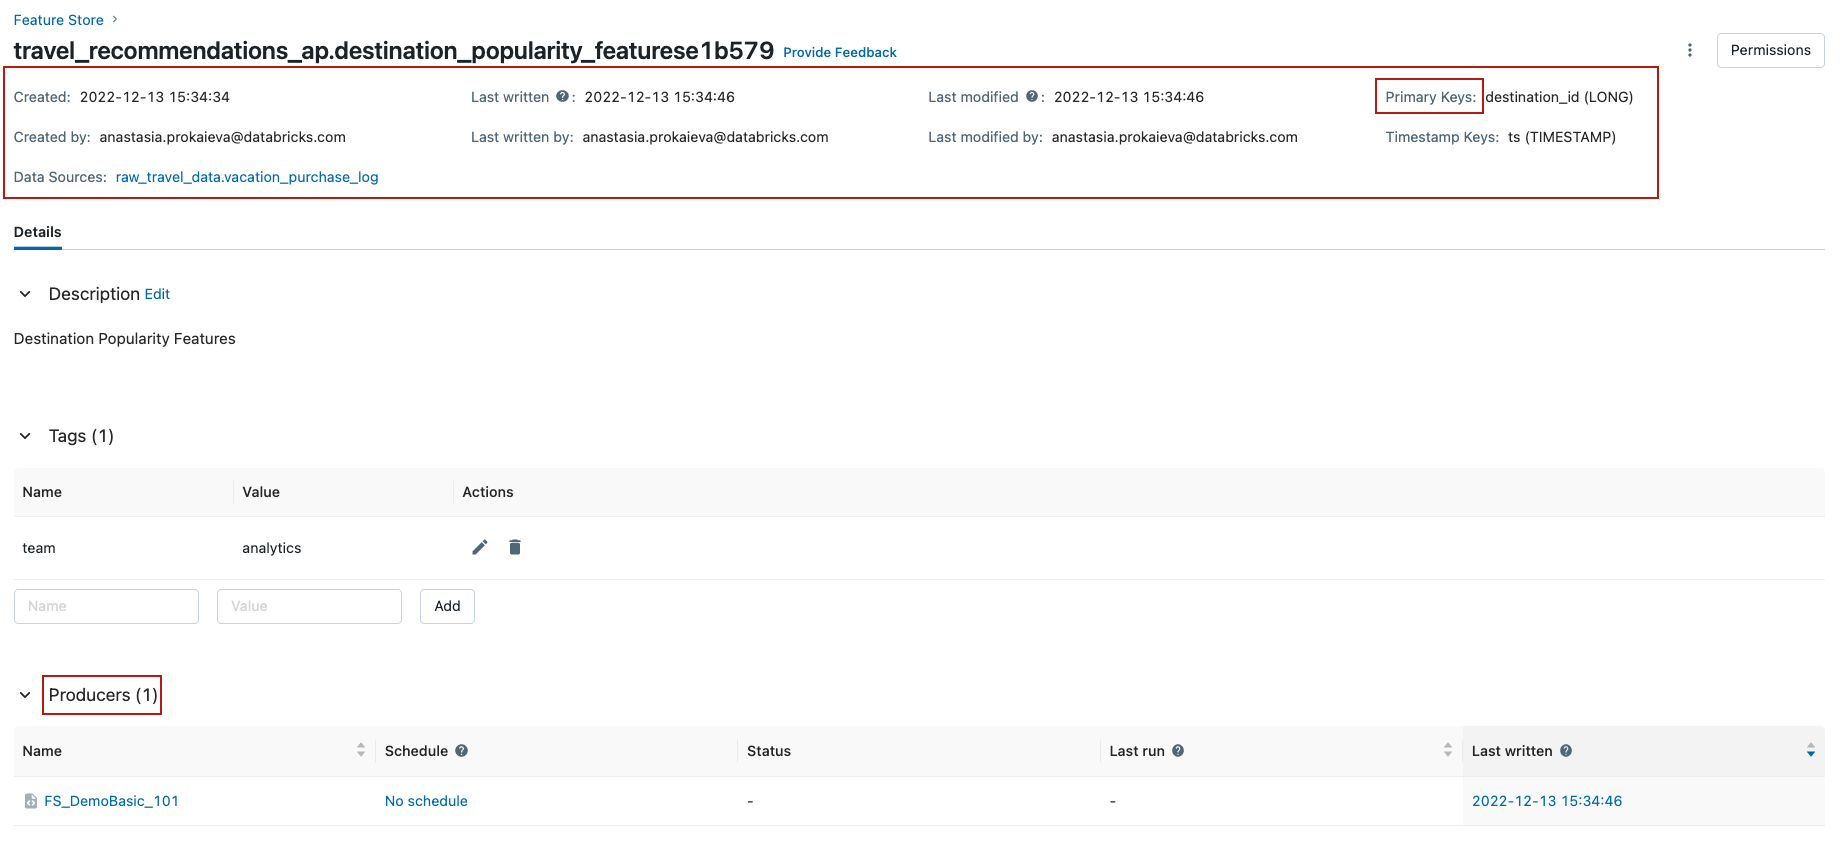 Feature Store
travel_recommendations_ap.destination_popularity_featurese1b579 Provide Feedback Permissions
Created: 2022-12-13 15:34:34 Last written : 2022-12-13 15:34:46 Last modified : 2022-12-13 15:34:46 Primary Keys: destination_id (LONG)
Created by: anastasia.prokaieva@databricks.com Last written by: anastasia.prokaieva@databricks.com Last modified by: anastasia.prokaieva@databricks.com Timestamp Keys: ts (TIMESTAMP)
Data Sources: raw_travel_data.vacation_purchase_log
Details
Description Edit
Destination Popularity Features
Tags (1)
Name Value Actions
team analytics
Name Value Add
Producers (1)
Name Schedule Status Last run Last written
FS_DemoBasic_101 No schedule - - 2022-12-13 15:34:46